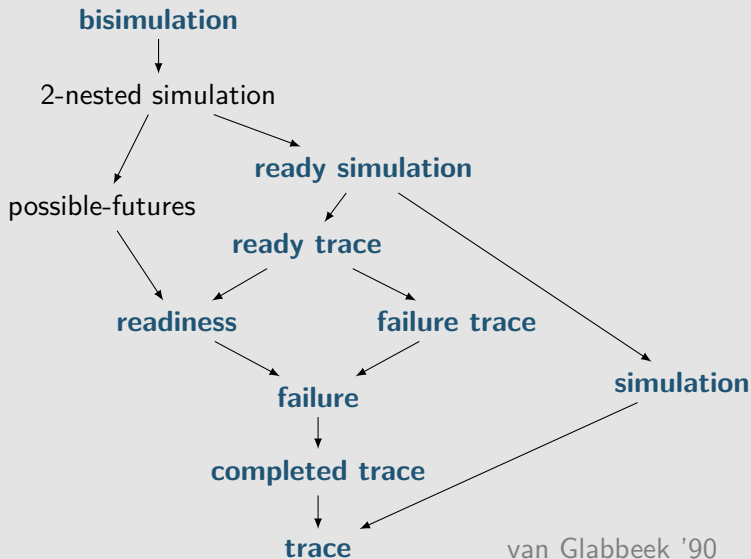 bisimulation
2-nested simulation
ready simulation
possible-futures
ready trace
readiness
failure trace
simulation
failure
completed trace
trace
van Glabbeek '90